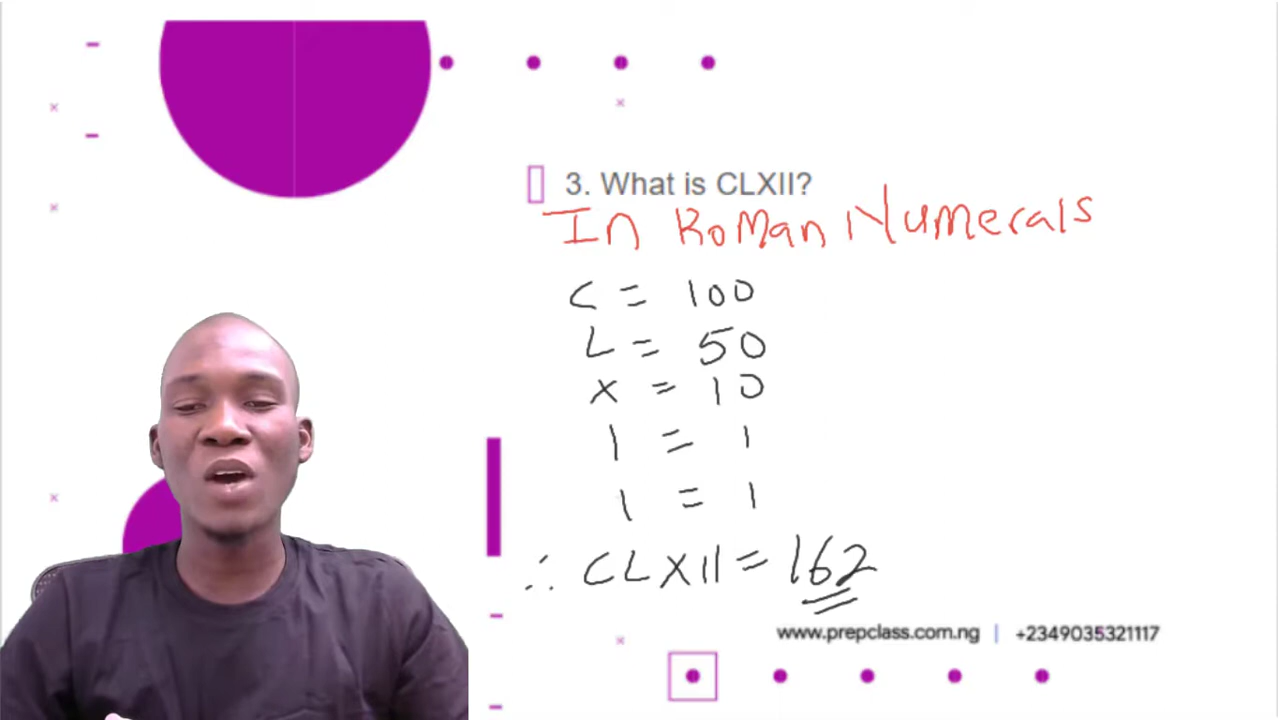 3. What is CLXII?
In Roman Numerals
C = 100
L = 50
X = 10
1 = 1
1 = 1
∴ CLXII = 162
www.prepclass.com.ng | +2349035321117